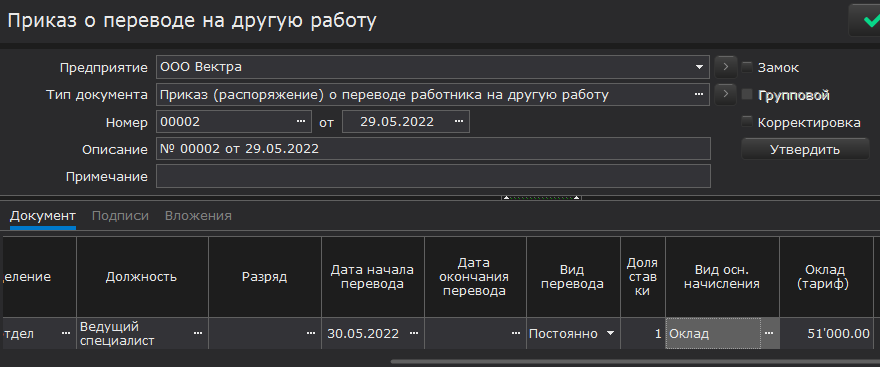 Приказ о переводе на другую работу
Предприятие ООО Вектра > Замок
Тип документа Приказ (распоряжение) о переводе работника на другую работу ... > Групповой
Номер 00002 ... от 29.05.2022 ... Корректировка
Описание № 00002 от 29.05.2022 Утвердить
Примечание
Документ Подписи Вложения
еление
Должность
Разряд
Дата начала
перевода
Дата
окончания
перевода
Вид
перевода
Доля
став
ки
Вид осн.
начисления
Оклад
(тариф)
тдел ...
Ведущий
специалист ...
...
30.05.2022 ...
...
Постоянно
1
Оклад ...
51'000.00